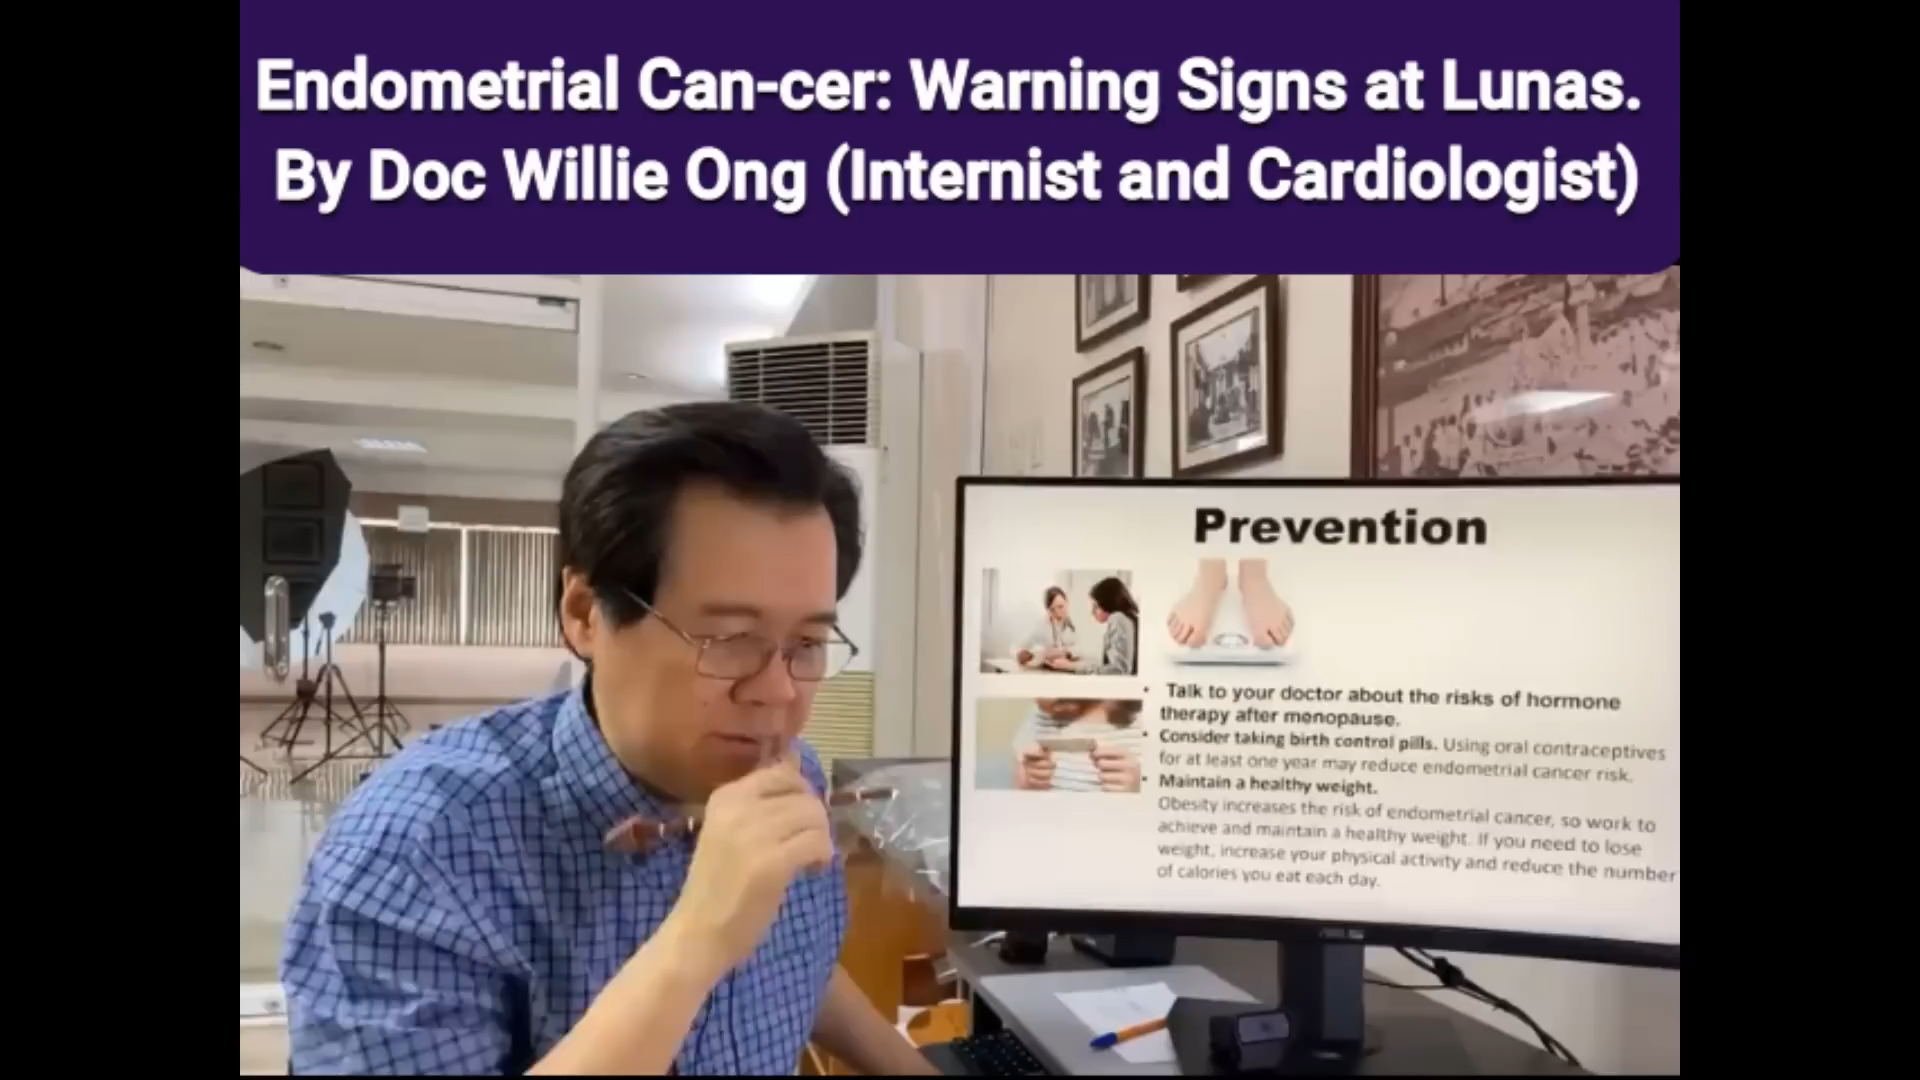 Endometrial Can-cer: Warning Signs at Lunas.
By Doc Willie Ong (Internist and Cardiologist)
Prevention
• Talk to your doctor about the risks of hormone
therapy after menopause.
• Consider taking birth control pills. Using oral contraceptives
for at least one year may reduce endometrial cancer risk.
• Maintain a healthy weight.
Obesity increases the risk of endometrial cancer, so work to
achieve and maintain a healthy weight. If you need to lose
weight, increase your physical activity and reduce the number
of calories you eat each day.